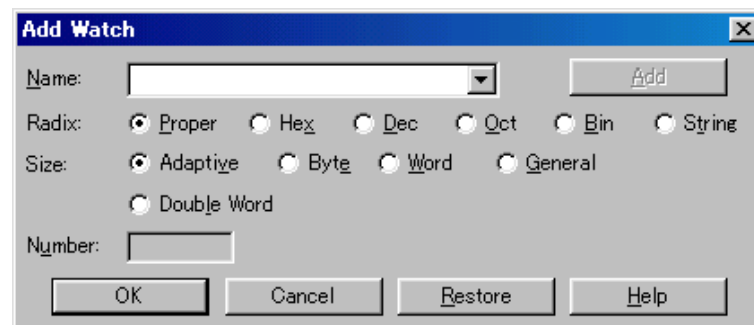 Add Watch
Name: Add
Radix: Proper Hex Dec Oct Bin String
Size: Adaptive Byte Word General
Double Word
Number:
OK Cancel Restore Help